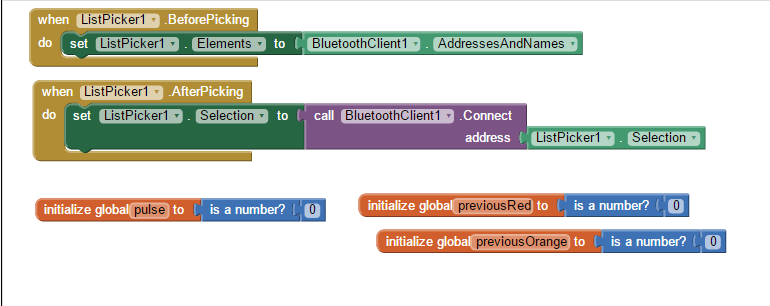 when ListPicker1 .BeforePicking
do set ListPicker1 . Elements to BluetoothClient1 . AddressesAndNames
when ListPicker1 .AfterPicking
do set ListPicker1 . Selection to call BluetoothClient1 .Connect
address ListPicker1 . Selection
initialize global pulse to is a number? 0
initialize global previousRed to is a number? 0
initialize global previousOrange to is a number? 0